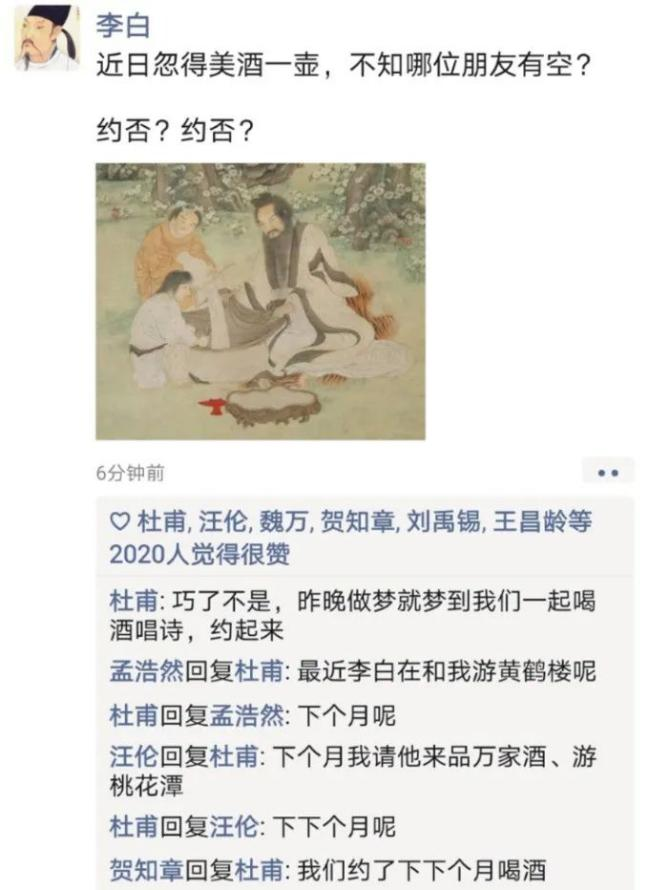 李白
近日忽得美酒一壶，不知哪位朋友有空？
约否？约否？
6分钟前
杜甫, 汪伦, 魏万, 贺知章, 刘禹锡, 王昌龄等
2020人觉得很赞
杜甫: 巧了不是，昨晚做梦就梦到我们一起喝
酒唱诗，约起来
孟浩然回复杜甫: 最近李白在和我游黄鹤楼呢
杜甫回复孟浩然: 下个月呢
汪伦回复杜甫: 下个月我请他来品万家酒、游
桃花潭
杜甫回复汪伦: 下下个月呢
贺知章回复杜甫: 我们约了下下个月喝酒